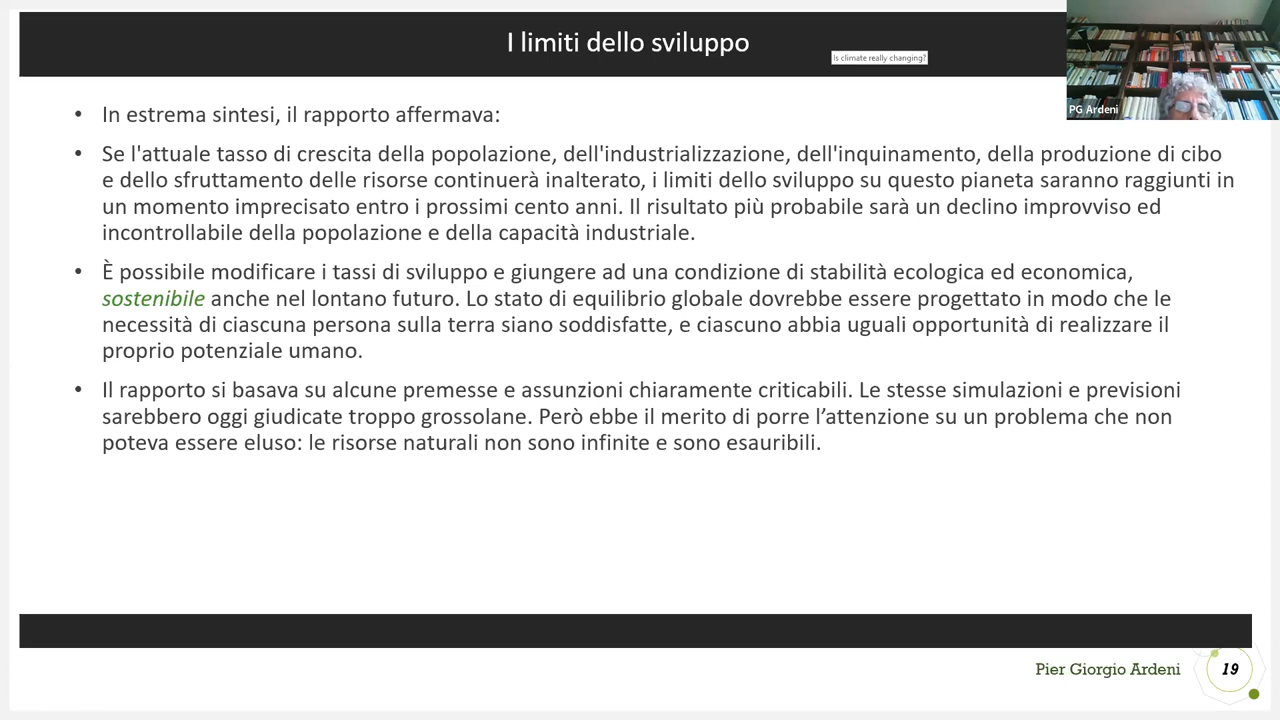 I limiti dello sviluppo
Is climate really changing?
PG Ardeni
• In estrema sintesi, il rapporto affermava:
• Se l'attuale tasso di crescita della popolazione, dell'industrializzazione, dell'inquinamento, della produzione di cibo
e dello sfruttamento delle risorse continuerà inalterato, i limiti dello sviluppo su questo pianeta saranno raggiunti in
un momento imprecisato entro i prossimi cento anni. Il risultato più probabile sarà un declino improvviso ed
incontrollabile della popolazione e della capacità industriale.
• È possibile modificare i tassi di sviluppo e giungere ad una condizione di stabilità ecologica ed economica,
sostenibile anche nel lontano futuro. Lo stato di equilibrio globale dovrebbe essere progettato in modo che le
necessità di ciascuna persona sulla terra siano soddisfatte, e ciascuno abbia uguali opportunità di realizzare il
proprio potenziale umano.
• Il rapporto si basava su alcune premesse e assunzioni chiaramente criticabili. Le stesse simulazioni e previsioni
sarebbero oggi giudicate troppo grossolane. Però ebbe il merito di porre l’attenzione su un problema che non
poteva essere eluso: le risorse naturali non sono infinite e sono esauribili.
Pier Giorgio Ardeni
19